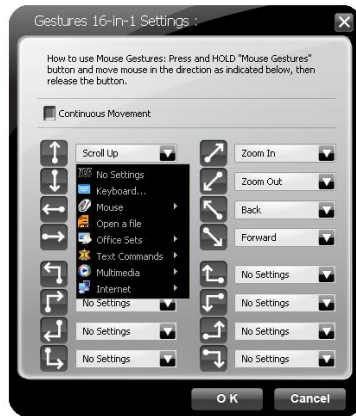 Gestures 16-in-1 Settings :
How to use Mouse Gestures: Press and HOLD "Mouse Gestures"
button and move mouse in the direction as indicated below, then
release the button.
Continuous Movement
Scroll Up
No Settings
Keyboard...
Mouse
Open a file
Office Sets
Text Commands
Multimedia
Internet
No Settings
No Settings
No Settings
Zoom In
Zoom Out
Back
Forward
No Settings
No Settings
No Settings
No Settings
O K
Cancel